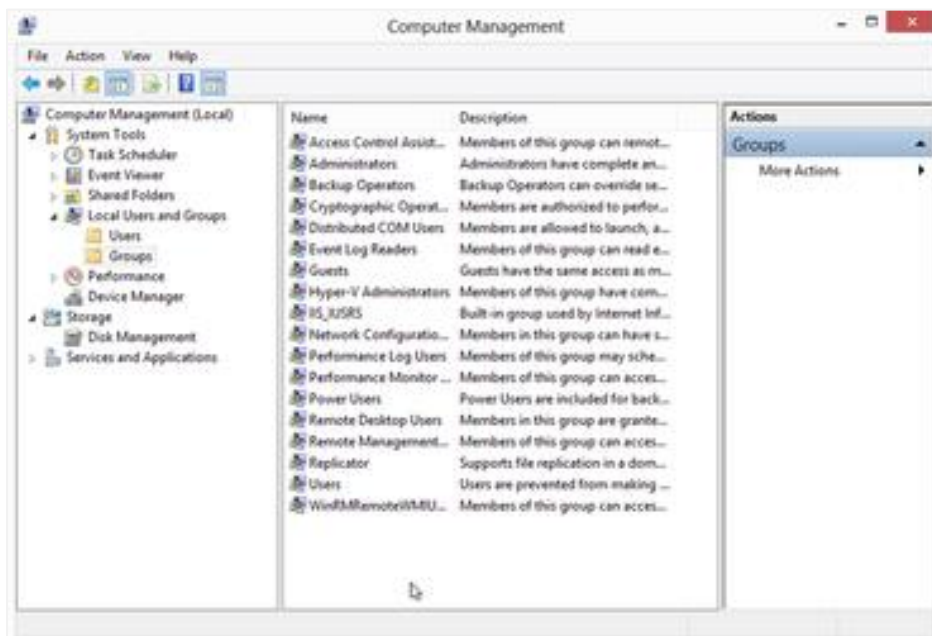 Computer Management
File Action View Help
Computer Management (Local)
System Tools
Task Scheduler
Event Viewer
Shared Folders
Local Users and Groups
Users
Groups
Performance
Device Manager
Storage
Disk Management
Services and Applications
Name Description
Access Control Assist... Members of this group can remot...
Administrators Administrators have complete an...
Backup Operators Backup Operators can override se...
Cryptographic Operat... Members are authorized to perfor...
Distributed COM Users Members are allowed to launch, a...
Event Log Readers Members of this group can read e...
Guests Guests have the same access as m...
Hyper-V Administrators Members of this group have com...
IIS_IUSRS Built-in group used by Internet Inf...
Network Configuratio... Members in this group can have s...
Performance Log Users Members of this group may sche...
Performance Monitor ... Members of this group can acces...
Power Users Power Users are included for back...
Remote Desktop Users Members in this group are grante...
Remote Management... Members of this group can acces...
Replicator Supports file replication in a dom...
Users Users are prevented from making ...
WinRMRemoteWMIU... Members of this group can acces...
Actions
Groups
More Actions